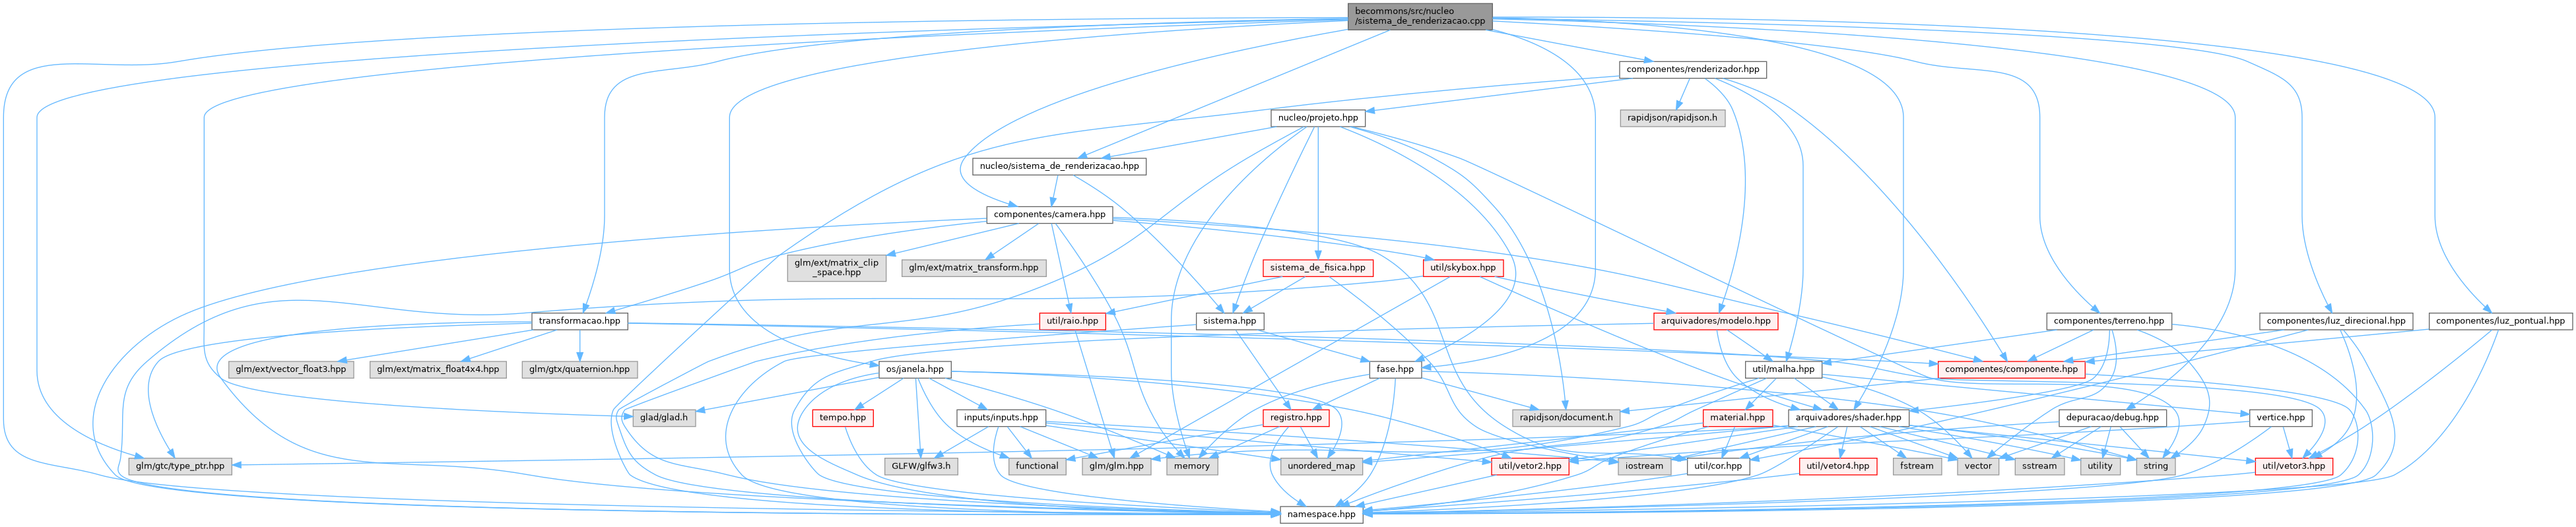 becommons/src/nucleo
/sistema_de_renderizacao.cpp
componentes/renderizador.hpp
nucleo/projeto.hpp
rapidjson/rapidjson.h
nucleo/sistema_de_renderizacao.hpp
componentes/camera.hpp
glm/ext/matrix_clip
_space.hpp
glm/ext/matrix_transform.hpp
sistema_de_fisica.hpp
util/skybox.hpp
transformacao.hpp
util/raio.hpp
sistema.hpp
arquivadores/modelo.hpp
componentes/terreno.hpp
componentes/luz_direcional.hpp
componentes/luz_pontual.hpp
glm/ext/vector_float3.hpp
glm/ext/matrix_float4x4.hpp
glm/gtx/quaternion.hpp
os/janela.hpp
fase.hpp
util/malha.hpp
componentes/componente.hpp
glad/glad.h
tempo.hpp
inputs/inputs.hpp
registro.hpp
rapidjson/document.h
material.hpp
arquivadores/shader.hpp
depuracao/debug.hpp
vertice.hpp
glm/gtc/type_ptr.hpp
GLFW/glfw3.h
functional
glm/glm.hpp
memory
unordered_map
util/vetor2.hpp
iostream
util/cor.hpp
util/vetor4.hpp
fstream
vector
sstream
utility
string
util/vetor3.hpp
namespace.hpp